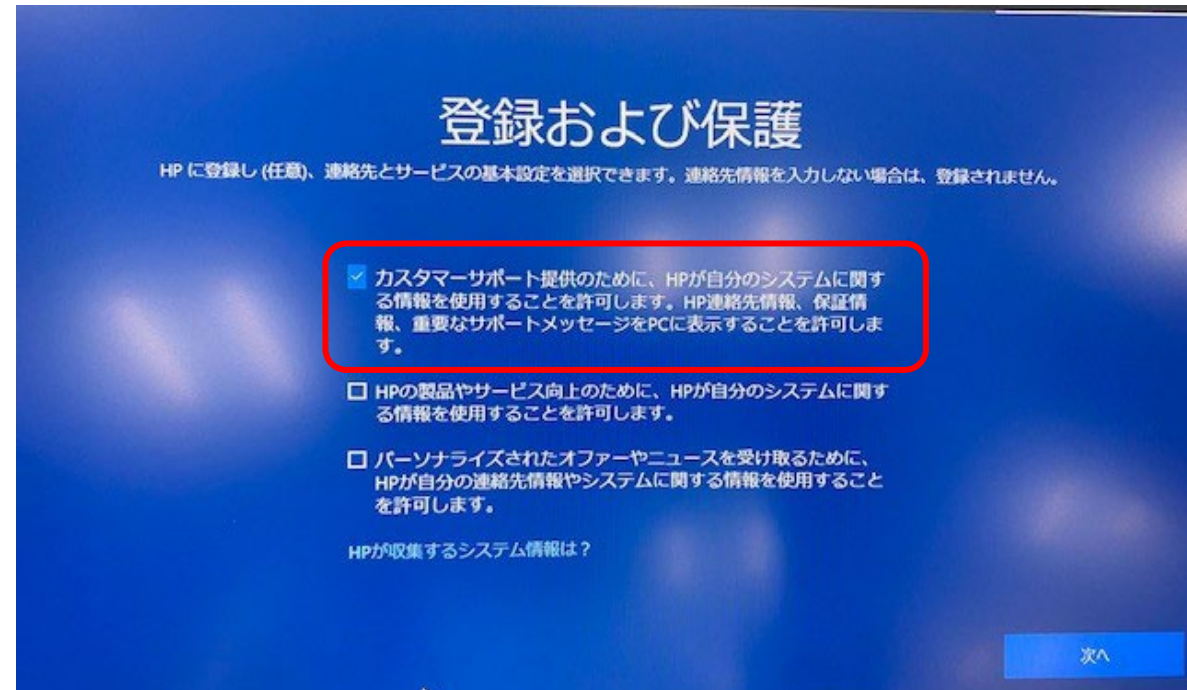 登録および保護
HP に登録し (任意)、連絡先とサービスの基本設定を選択できます。連絡先情報を入力しない場合は、登録されません。
カスタマーサポート提供のために、HPが自分のシステムに関す
る情報を使用することを許可します。HP連絡先情報、保証情
報、重要なサポートメッセージをPCに表示することを許可しま
す。
HPの製品やサービス向上のために、HPが自分のシステムに関す
る情報を使用することを許可します。
パーソナライズされたオファーやニュースを受け取るために、
HPが自分の連絡先情報やシステムに関する情報を使用すること
を許可します。
HPが収集するシステム情報は？
次へ